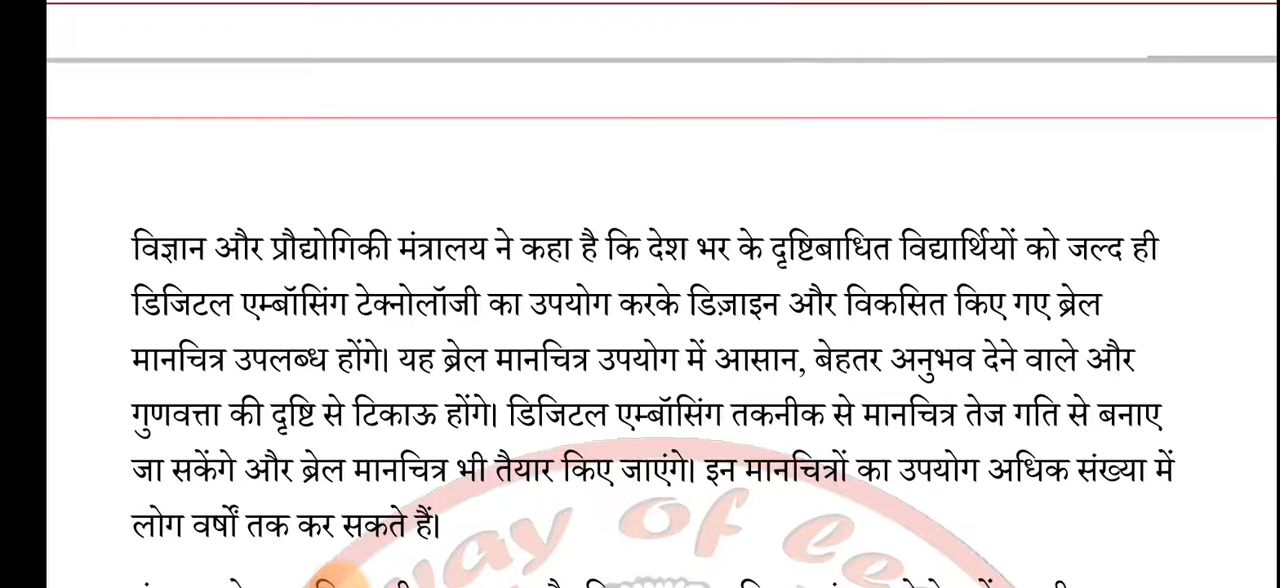 विज्ञान और प्रौद्योगिकी मंत्रालय ने कहा है कि देश भर के दृष्टिबाधित विद्यार्थियों को जल्द ही
डिजिटल एम्बॉसिंग टेक्नोलॉजी का उपयोग करके डिज़ाइन और विकसित किए गए ब्रेल
मानचित्र उपलब्ध होंगे। यह ब्रेल मानचित्र उपयोग में आसान, बेहतर अनुभव देने वाले और
गुणवत्ता की दृष्टि से टिकाऊ होंगे। डिजिटल एम्बॉसिंग तकनीक से मानचित्र तेज गति से बनाए
जा सकेंगे और ब्रेल मानचित्र भी तैयार किए जाएंगे। इन मानचित्रों का उपयोग अधिक संख्या में
लोग वर्षों तक कर सकते हैं।
of